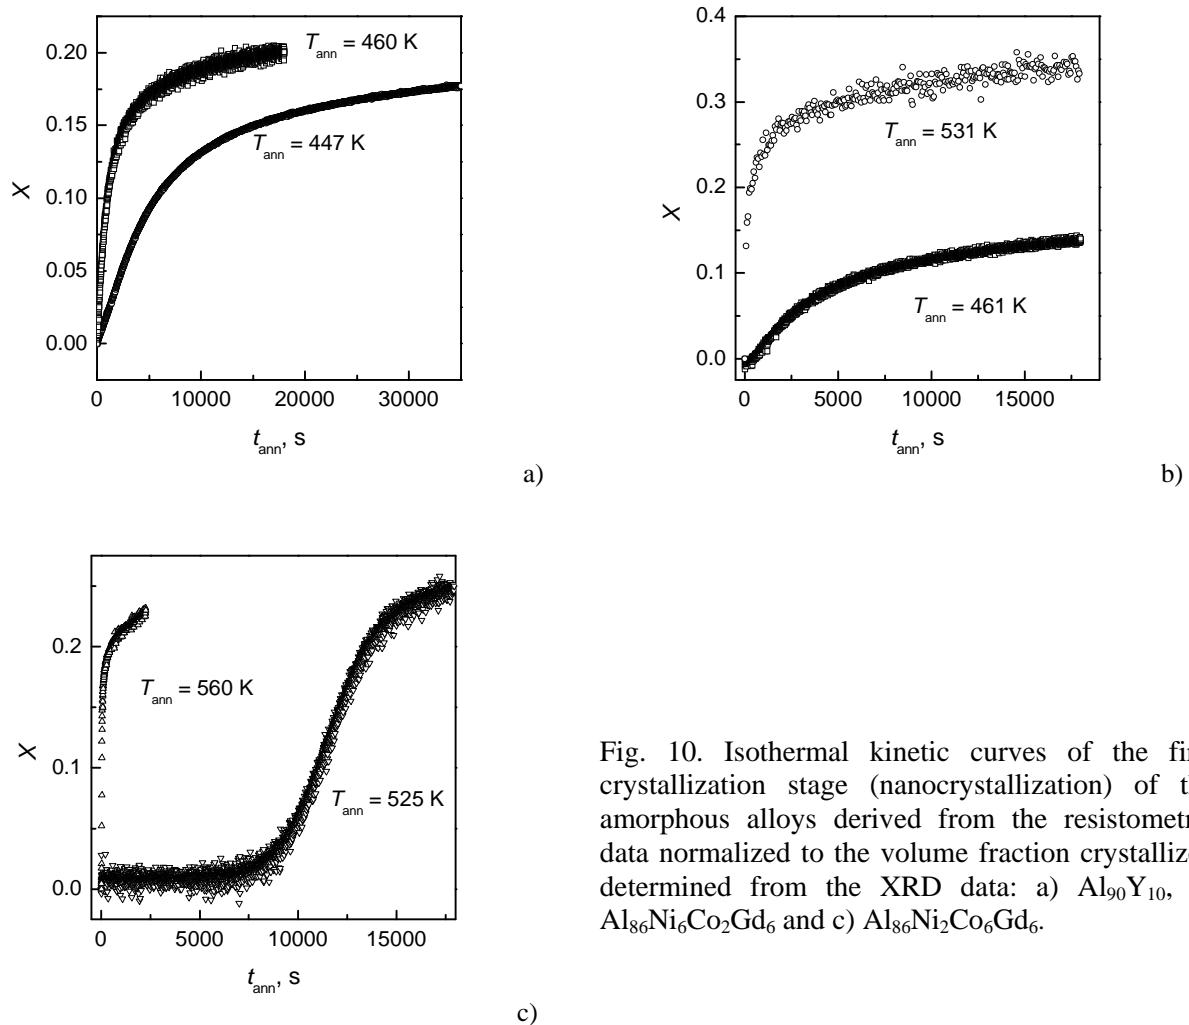 0.20
0.15
0.10
0.05
0.00
X
T_ann = 460 K
T_ann = 447 K
0 10000 20000 30000
t_ann, s
a)
0.4
0.3
0.2
0.1
0.0
X
T_ann = 531 K
T_ann = 461 K
0 5000 10000 15000
t_ann, s
b)
0.2
0.1
0.0
X
T_ann = 560 K
T_ann = 525 K
0 5000 10000 15000
t_ann, s
c)
Fig. 10. Isothermal kinetic curves of the fir
crystallization stage (nanocrystallization) of th
amorphous alloys derived from the resistometr
data normalized to the volume fraction crystallize
determined from the XRD data: a) Al₉₀Y₁₀,
Al₈₆Ni₆Co₂Gd₆ and c) Al₈₆Ni₂Co₆Gd₆.